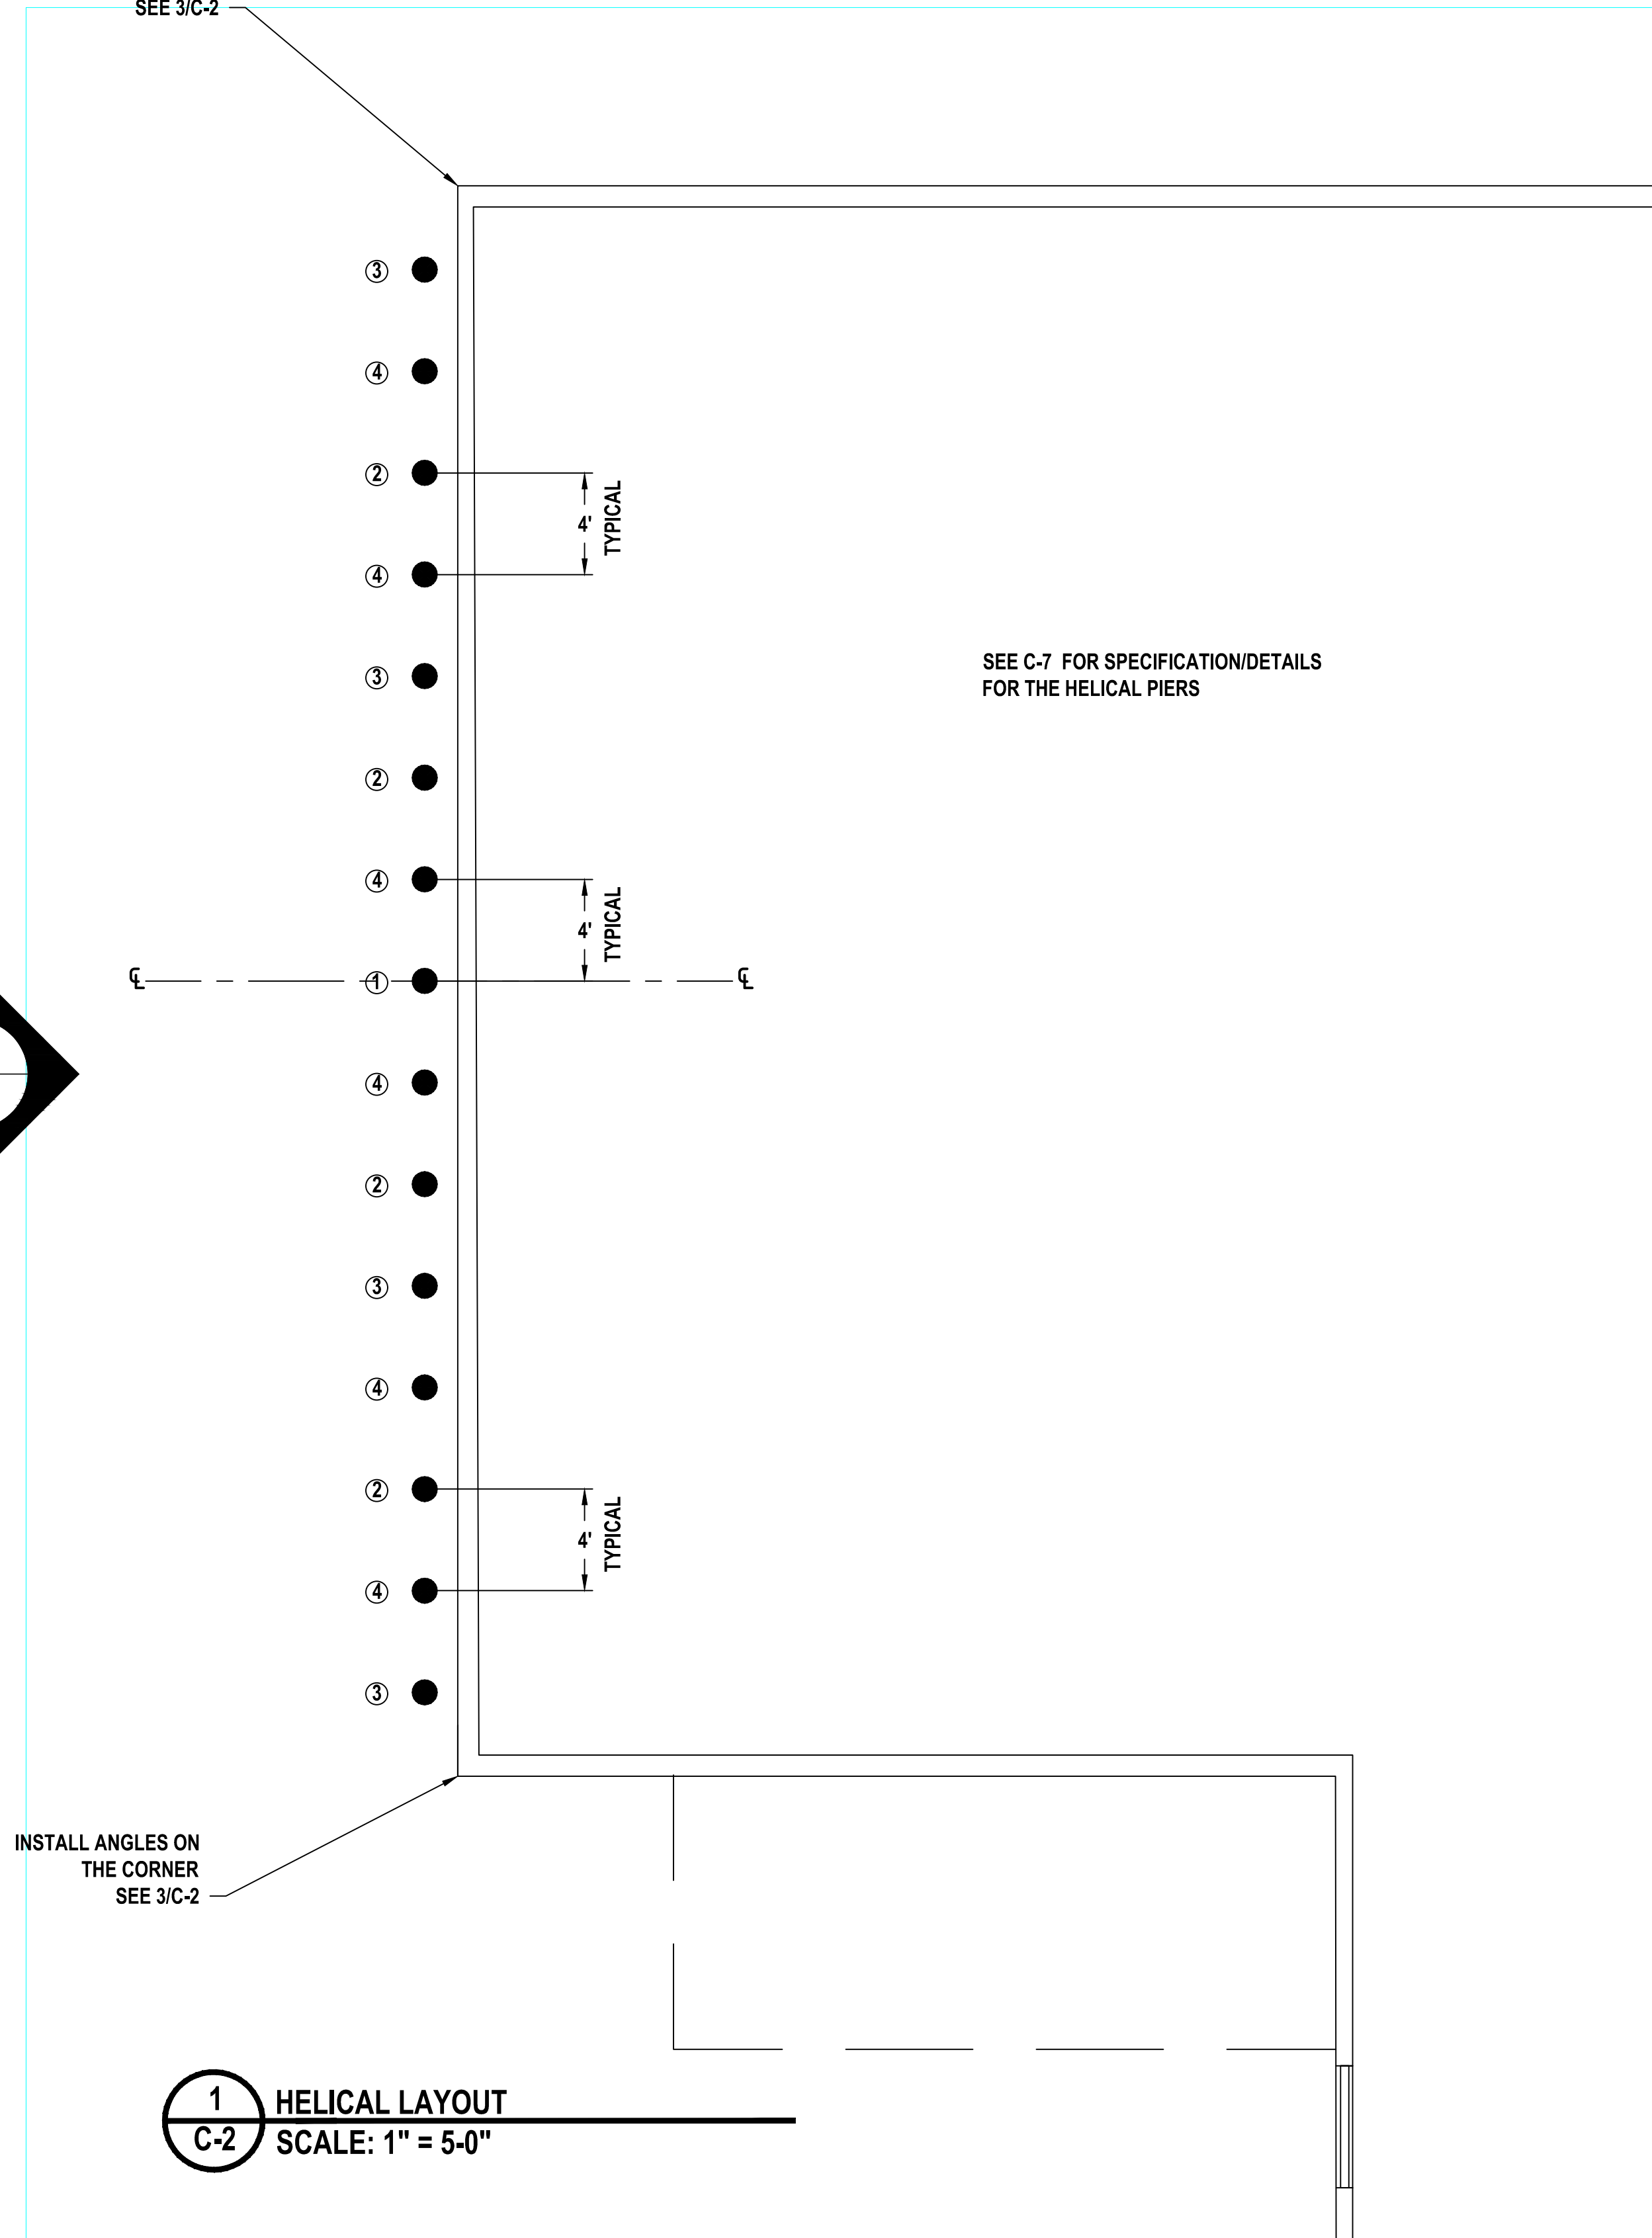 SEE 3/C-2
3
4
2
4'
TYPICAL
4
SEE C-7 FOR SPECIFICATION/DETAILS
FOR THE HELICAL PIERS
3
2
4
4'
TYPICAL
℄
1
℄
4
2
3
4
2
4'
TYPICAL
4
3
INSTALL ANGLES ON
THE CORNER
SEE 3/C-2
1
C-2
HELICAL LAYOUT
SCALE: 1" = 5-0"